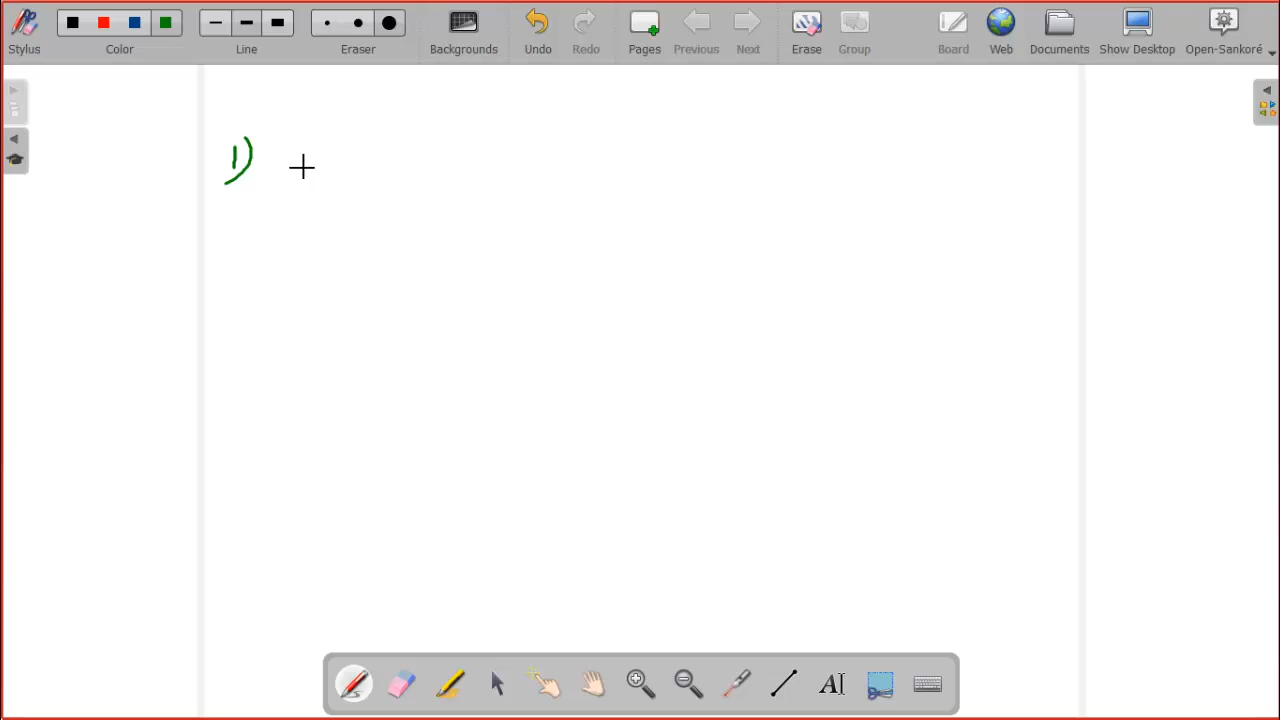 Stylus Color Line Eraser Backgrounds Undo Redo Pages Previous Next Erase Group Board Web Documents Show Desktop Open-Sankoré
1)
AI